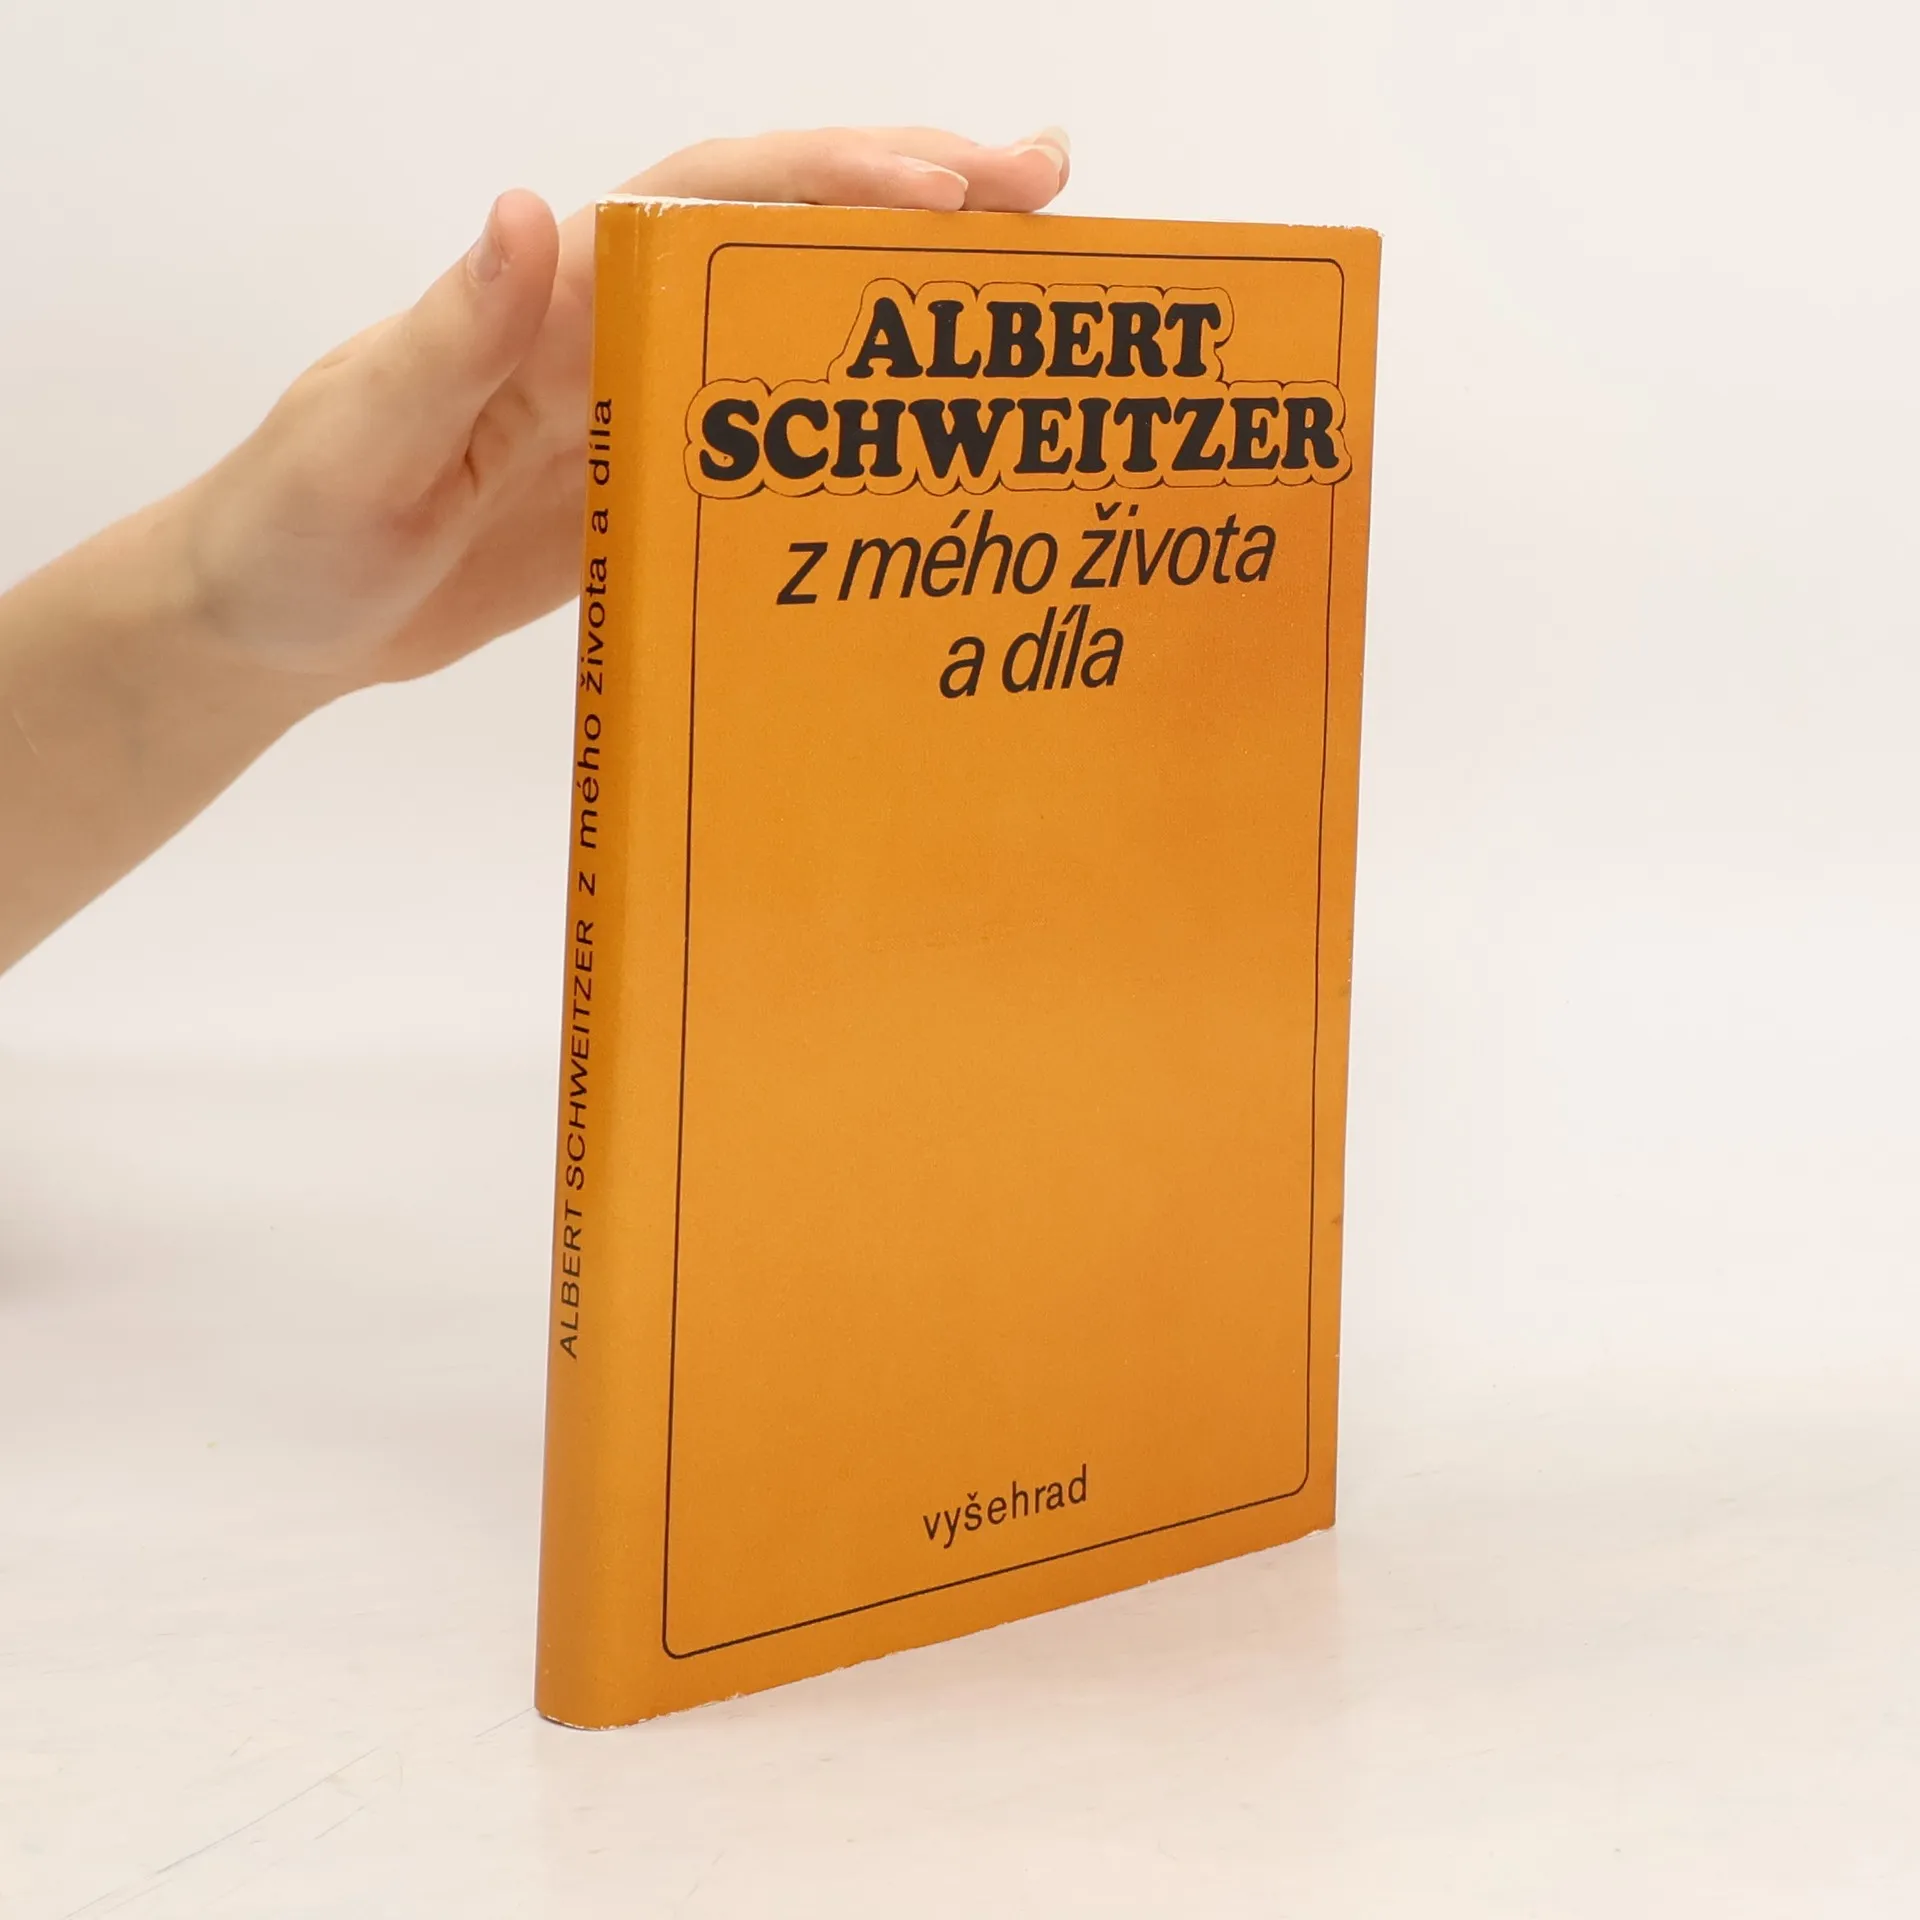 ALBERT
SCHWEITZER
z mého života
a díla
vyšehrad
ALBERT SCHWEITZER z mého života a díla